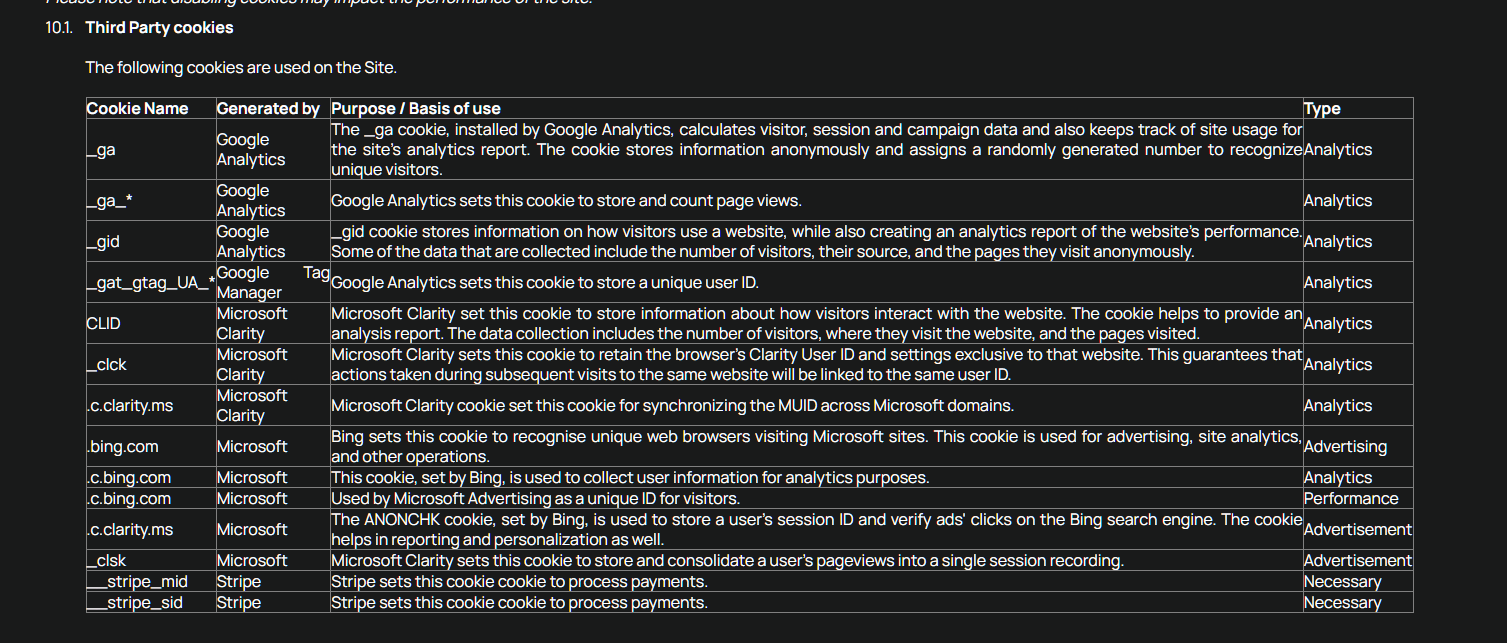 Please note that disabling cookies may impact the performance of the site.
10.1. Third Party cookies
The following cookies are used on the Site.
Cookie Name Generated by Purpose / Basis of use Type
_ga Google Analytics The _ga cookie, installed by Google Analytics, calculates visitor, session and campaign data and also keeps track of site usage for the site's analytics report. The cookie stores information anonymously and assigns a randomly generated number to recognize unique visitors. Analytics
_ga_* Google Analytics Google Analytics sets this cookie to store and count page views. Analytics
_gid Google Analytics _gid cookie stores information on how visitors use a website, while also creating an analytics report of the website's performance. Some of the data that are collected include the number of visitors, their source, and the pages they visit anonymously. Analytics
_gat_gtag_UA_* Google Tag Manager Google Analytics sets this cookie to store a unique user ID. Analytics
CLID Microsoft Clarity Microsoft Clarity set this cookie to store information about how visitors interact with the website. The cookie helps to provide an analysis report. The data collection includes the number of visitors, where they visit the website, and the pages visited. Analytics
_clck Microsoft Clarity Microsoft Clarity sets this cookie to retain the browser's Clarity User ID and settings exclusive to that website. This guarantees that actions taken during subsequent visits to the same website will be linked to the same user ID. Analytics
.c.clarity.ms Microsoft Clarity Microsoft Clarity cookie set this cookie for synchronizing the MUID across Microsoft domains. Analytics
.bing.com Microsoft Bing sets this cookie to recognise unique web browsers visiting Microsoft sites. This cookie is used for advertising, site analytics, and other operations. Advertising
.c.bing.com Microsoft This cookie, set by Bing, is used to collect user information for analytics purposes. Analytics
.c.bing.com Microsoft Used by Microsoft Advertising as a unique ID for visitors. Performance
.c.clarity.ms Microsoft The ANONCHK cookie, set by Bing, is used to store a user's session ID and verify ads' clicks on the Bing search engine. The cookie helps in reporting and personalization as well. Advertisement
_clsk Microsoft Microsoft Clarity sets this cookie to store and consolidate a user's pageviews into a single session recording. Advertisement
__stripe_mid Stripe Stripe sets this cookie cookie to process payments. Necessary
__stripe_sid Stripe Stripe sets this cookie cookie to process payments. Necessary